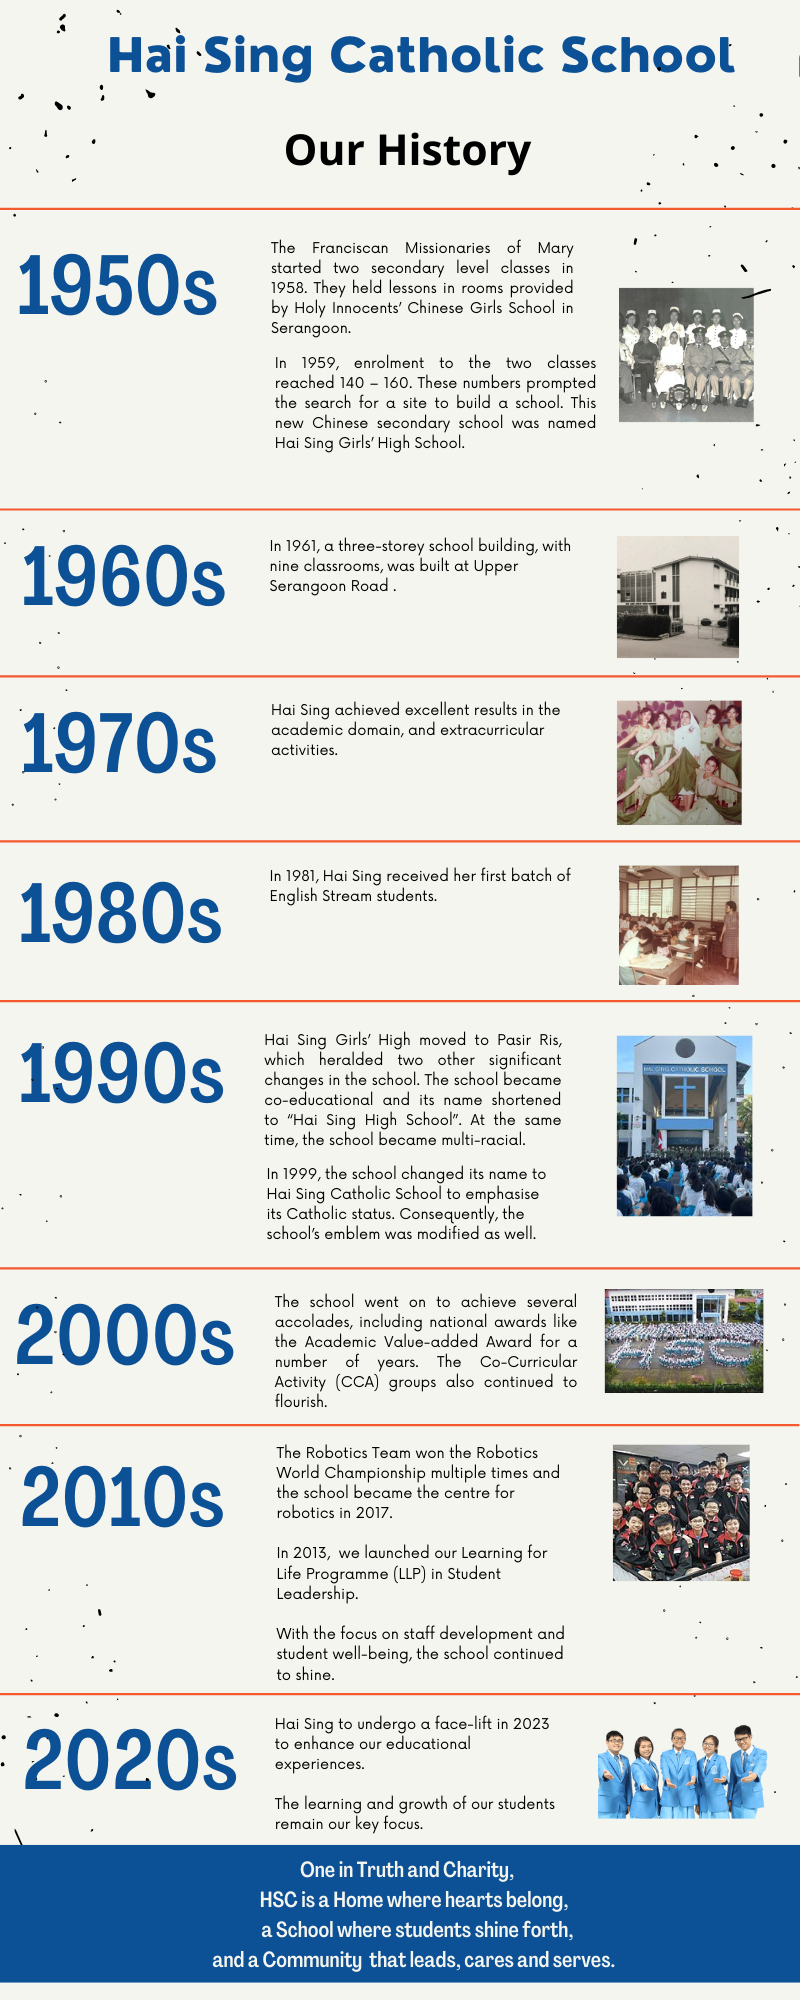 Hai Sing Catholic School
Our History
1950s
The Franciscan Missionaries of Mary
started two secondary level classes in
1958. They held lessons in rooms provided
by Holy Innocents’ Chinese Girls School in
Serangoon.
In 1959, enrolment to the two classes
reached 140 – 160. These numbers prompted
the search for a site to build a school. This
new Chinese secondary school was named
Hai Sing Girls’ High School.
1960s
In 1961, a three-storey school building, with
nine classrooms, was built at Upper
Serangoon Road .
1970s
Hai Sing achieved excellent results in the
academic domain, and extracurricular
activities.
1980s
In 1981, Hai Sing received her first batch of
English Stream students.
1990s
Hai Sing Girls’ High moved to Pasir Ris,
which heralded two other significant
changes in the school. The school became
co-educational and its name shortened
to “Hai Sing High School”. At the same
time, the school became multi-racial.
In 1999, the school changed its name to
Hai Sing Catholic School to emphasise
its Catholic status. Consequently, the
school’s emblem was modified as well.
HAI SING CATHOLIC SCHOOL
2000s
The school went on to achieve several
accolades, including national awards like
the Academic Value-added Award for a
number of years. The Co-Curricular
Activity (CCA) groups also continued to
flourish.
HSC
2010s
The Robotics Team won the Robotics
World Championship multiple times and
the school became the centre for
robotics in 2017.
In 2013, we launched our Learning for
Life Programme (LLP) in Student
Leadership.
With the focus on staff development and
student well-being, the school continued
to shine.
2020s
Hai Sing to undergo a face-lift in 2023
to enhance our educational
experiences.
The learning and growth of our students
remain our key focus.
One in Truth and Charity,
HSC is a Home where hearts belong,
a School where students shine forth,
and a Community that leads, cares and serves.